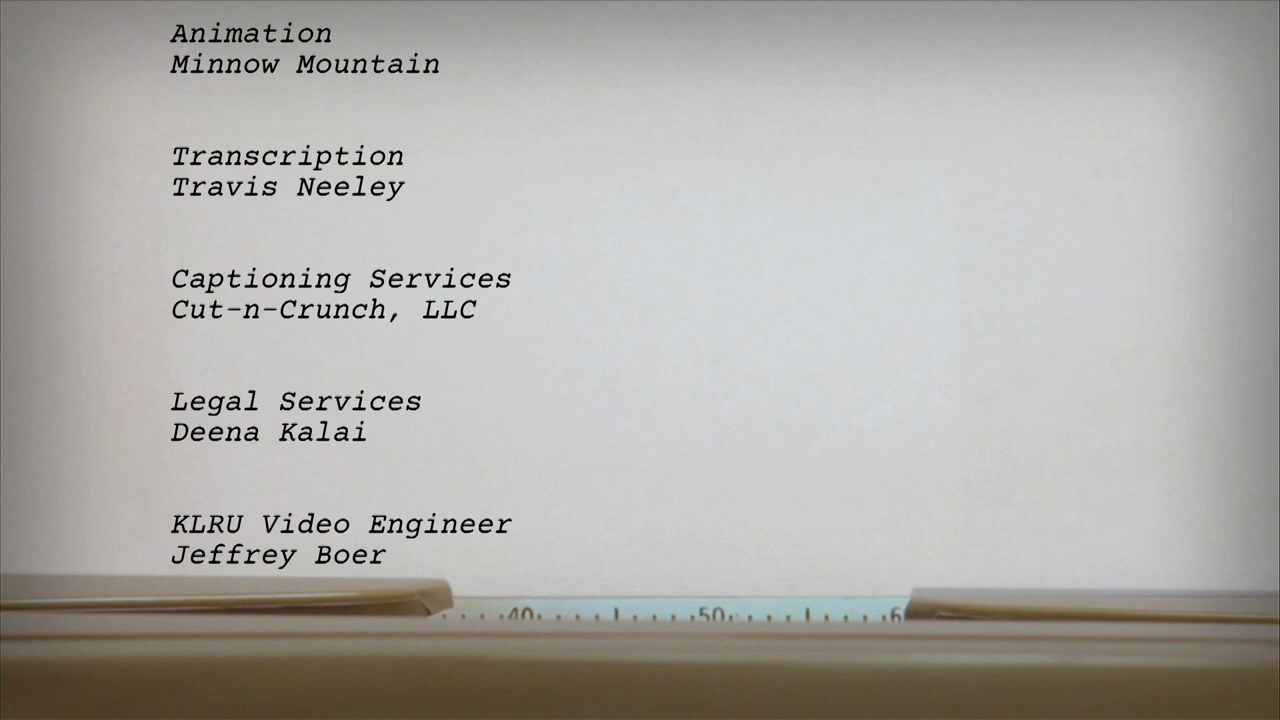 Animation
Minnow Mountain
Transcription
Travis Neeley
Captioning Services
Cut-n-Crunch, LLC
Legal Services
Deena Kalai
KLRU Video Engineer
Jeffrey Boer
40 50